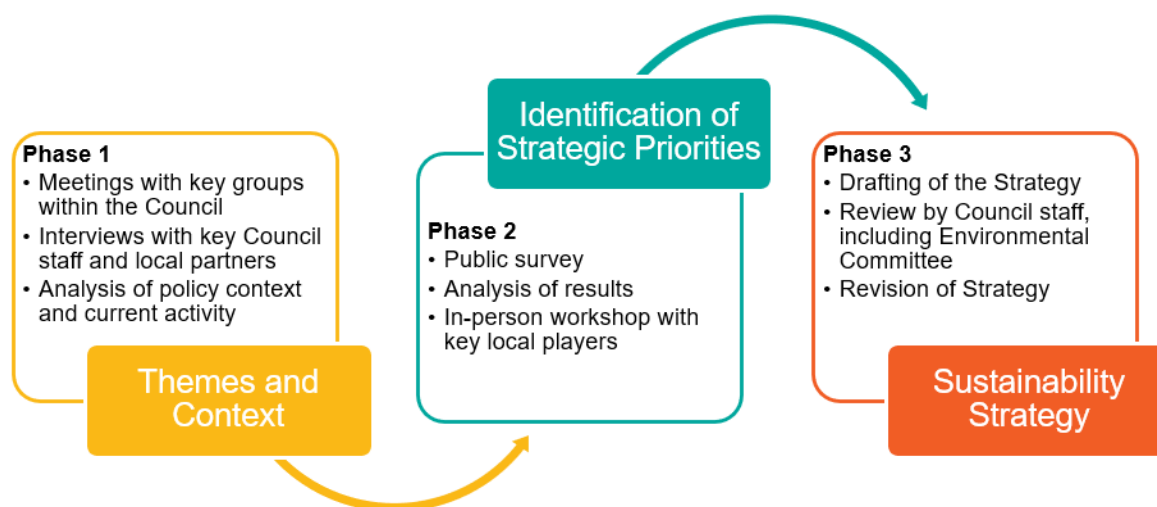 Phase 1
• Meetings with key groups
within the Council
• Interviews with key Council
staff and local partners
• Analysis of policy context
and current activity
Themes and
Context
Identification of
Strategic Priorities
Phase 2
• Public survey
• Analysis of results
• In-person workshop with
key local players
Phase 3
• Drafting of the Strategy
• Review by Council staff,
including Environmental
Committee
• Revision of Strategy
Sustainability
Strategy